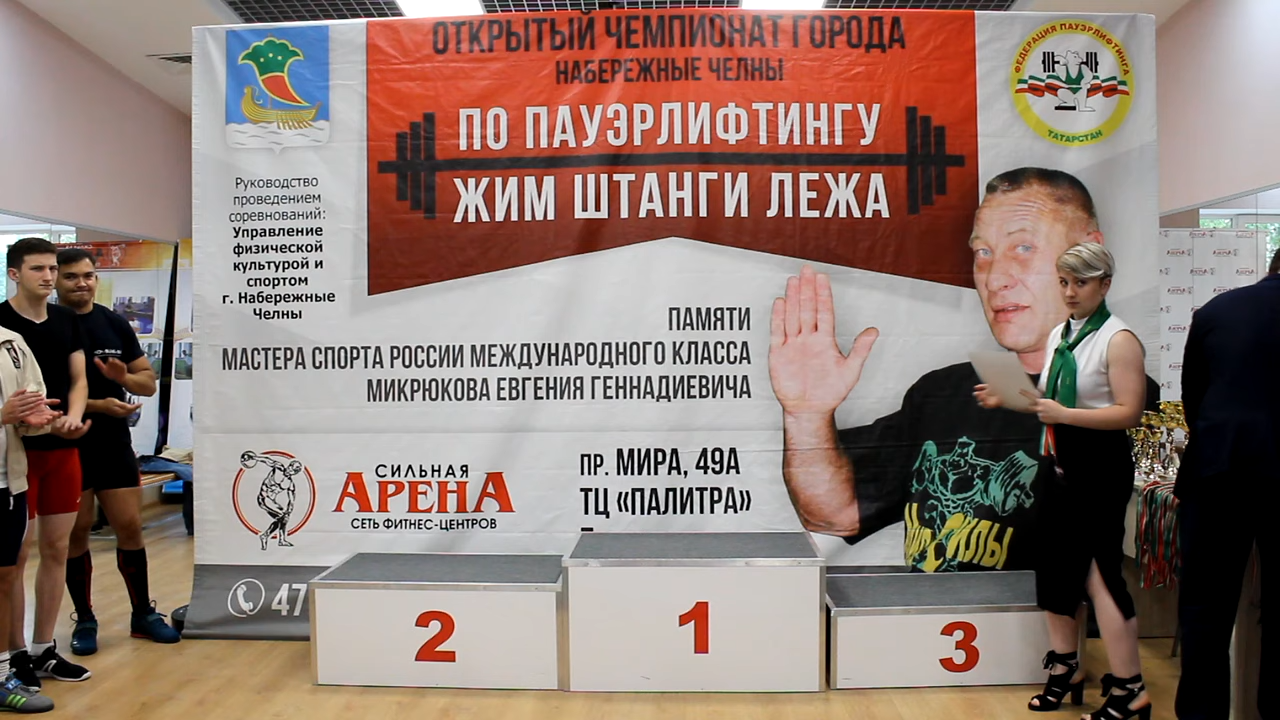 ОТКРЫТЫЙ ЧЕМПИОНАТ ГОРОДА
НАБЕРЕЖНЫЕ ЧЕЛНЫ
ПО ПАУЭРЛИФТИНГУ
ЖИМ ШТАНГИ ЛЕЖА
ФЕДЕРАЦИЯ ПАУЭРЛИФТИНГА
ТАТАРСТАН
Руководство
проведением
соревнований:
Управление
физической
культурой и
спортом
г. Набережные
Челны
ПАМЯТИ
МАСТЕРА СПОРТА РОССИИ МЕЖДУНАРОДНОГО КЛАССА
МИКРЮКОВА ЕВГЕНИЯ ГЕННАДИЕВИЧА
СИЛЬНАЯ
АРЕНА
СЕТЬ ФИТНЕС-ЦЕНТРОВ
ПР. МИРА, 49А
ТЦ «ПАЛИТРА»
МИР СИЛЫ
47
2
1
3